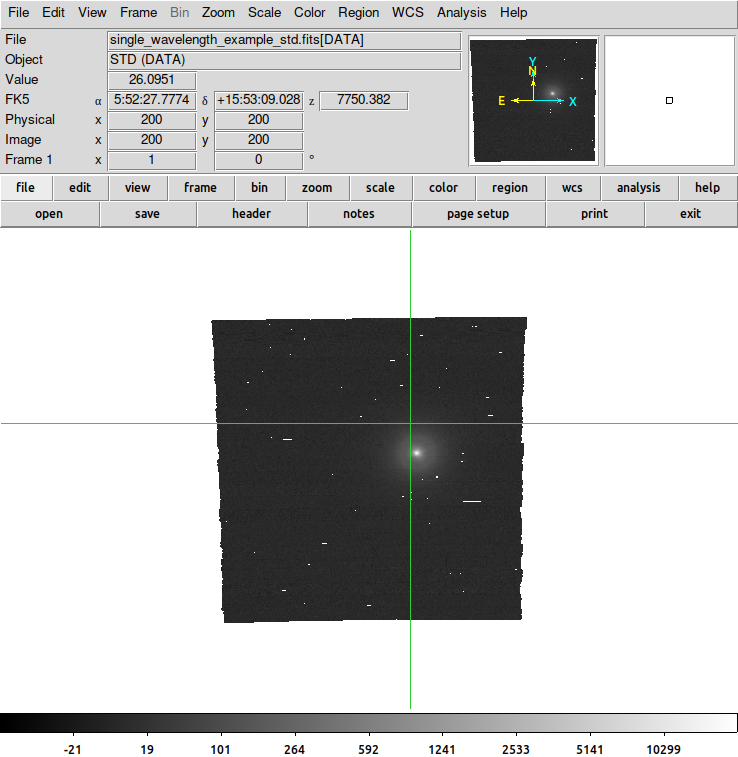 File Edit View Frame Bin Zoom Scale Color Region WCS Analysis Help
File single_wavelength_example_std.fits[DATA]
Object STD (DATA)
Value 26.0951
FK5 α 5:52:27.7774 δ +15:53:09.028 z 7750.382
Physical x 200 y 200
Image x 200 y 200
Frame 1 x 1 0 °
Y
N
E X
file edit view frame bin zoom scale color region wcs analysis help
open save header notes page setup print exit
-21 19 101 264 592 1241 2533 5141 10299